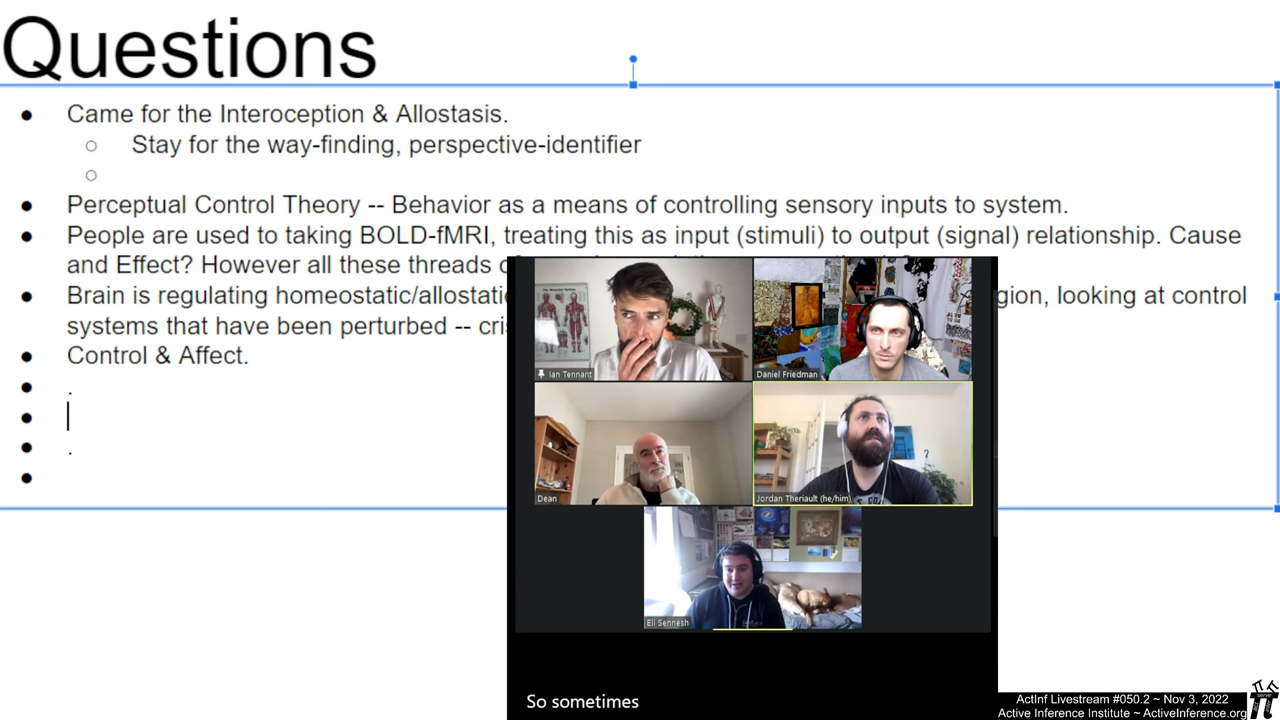 Questions
● Came for the Interoception & Allostasis.
○ Stay for the way-finding, perspective-identifier
○
● Perceptual Control Theory -- Behavior as a means of controlling sensory inputs to system.
● People are used to taking BOLD-fMRI, treating this as input (stimuli) to output (signal) relationship. Cause
and Effect? However all these threads
● Brain is regulating homeostatic/allostatic gion, looking at control
systems that have been perturbed -- cris
● Control & Affect.
● .
●
● .
●
Ian Tennant
Daniel Friedman
Dean
Jordan Theriault (he/him)
Eli Sennesh
So sometimes
ActInf Livestream #050.2 ~ Nov 3, 2022
Active Inference Institute ~ ActiveInference.org